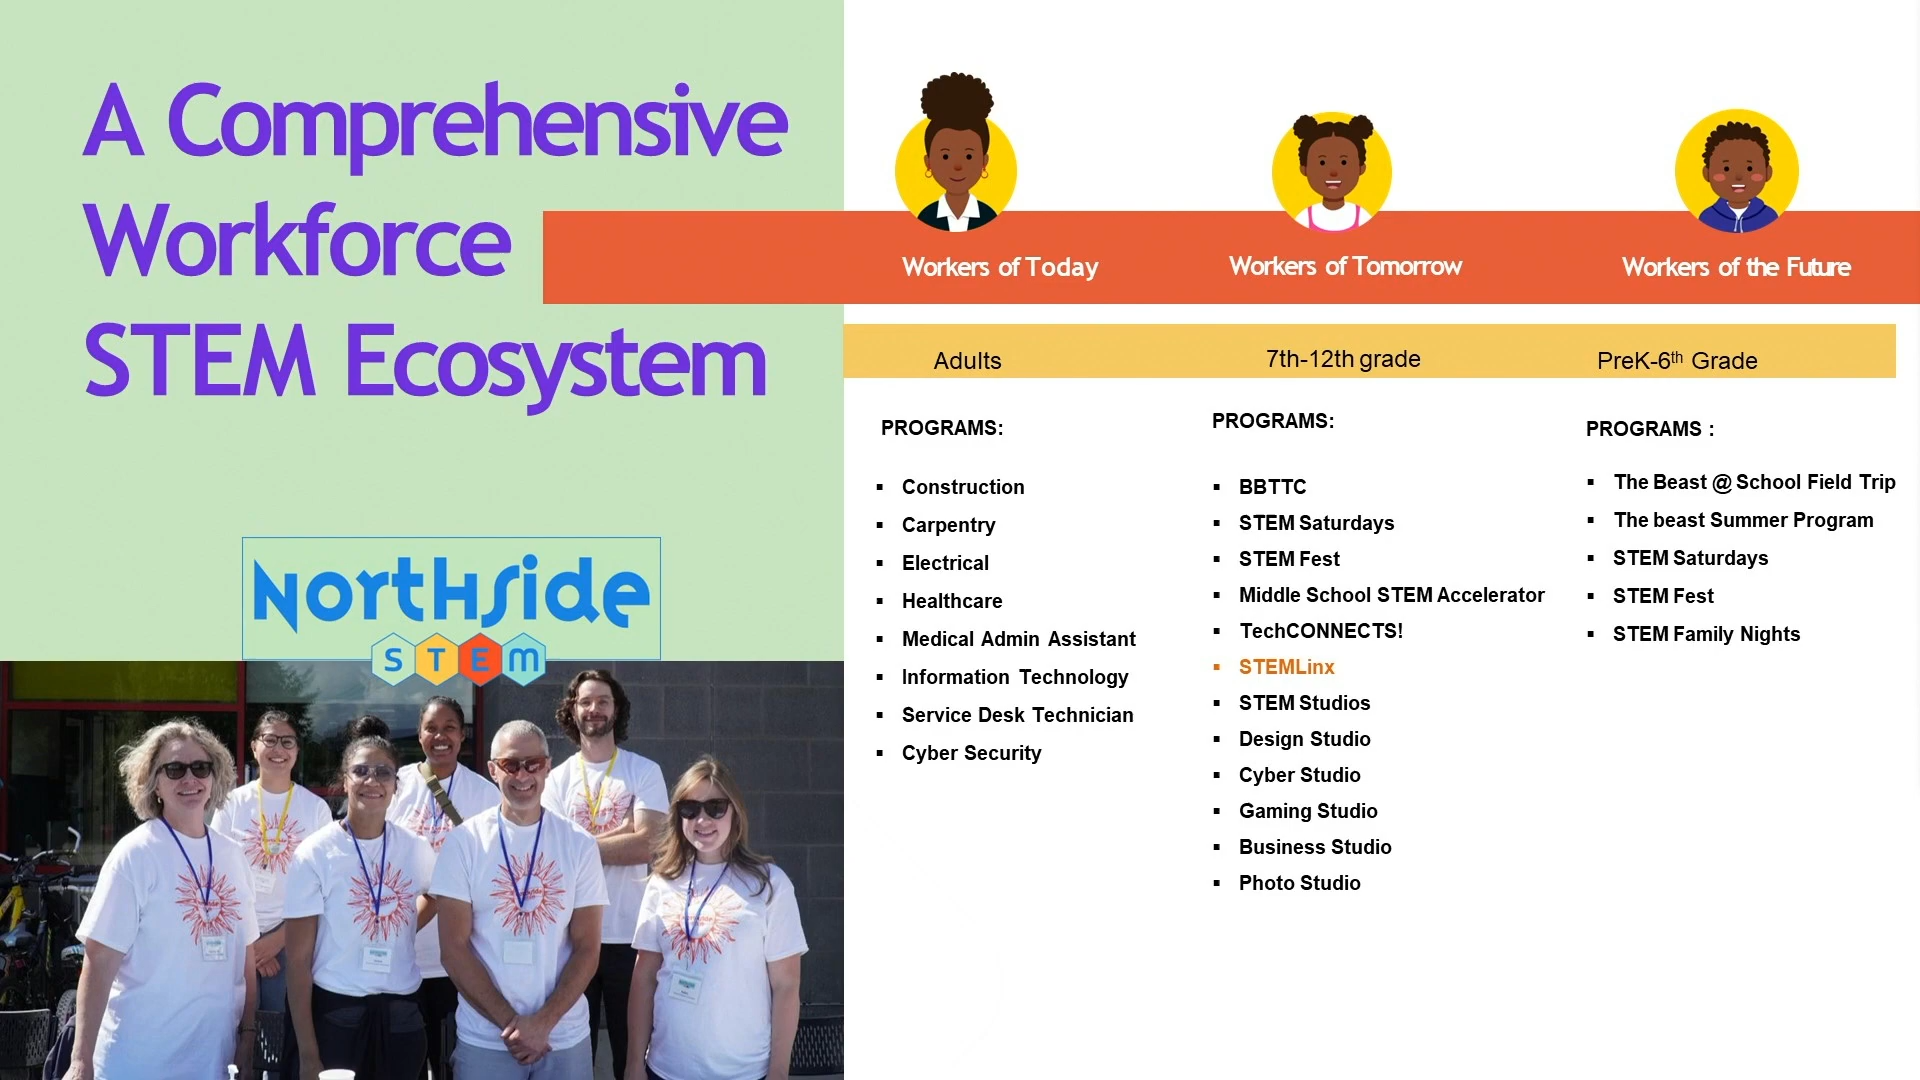 A Comprehensive
Workforce
STEM Ecosystem
Northside
STEM
Workers of Today
Workers of Tomorrow
Workers of the Future
Adults
7th-12th grade
PreK-6th Grade
PROGRAMS:
▪ Construction
▪ Carpentry
▪ Electrical
▪ Healthcare
▪ Medical Admin Assistant
▪ Information Technology
▪ Service Desk Technician
▪ Cyber Security
PROGRAMS:
▪ BBTTC
▪ STEM Saturdays
▪ STEM Fest
▪ Middle School STEM Accelerator
▪ TechCONNECTS!
▪ STEMLinx
▪ STEM Studios
▪ Design Studio
▪ Cyber Studio
▪ Gaming Studio
▪ Business Studio
▪ Photo Studio
PROGRAMS :
▪ The Beast @ School Field Trip
▪ The beast Summer Program
▪ STEM Saturdays
▪ STEM Fest
▪ STEM Family Nights